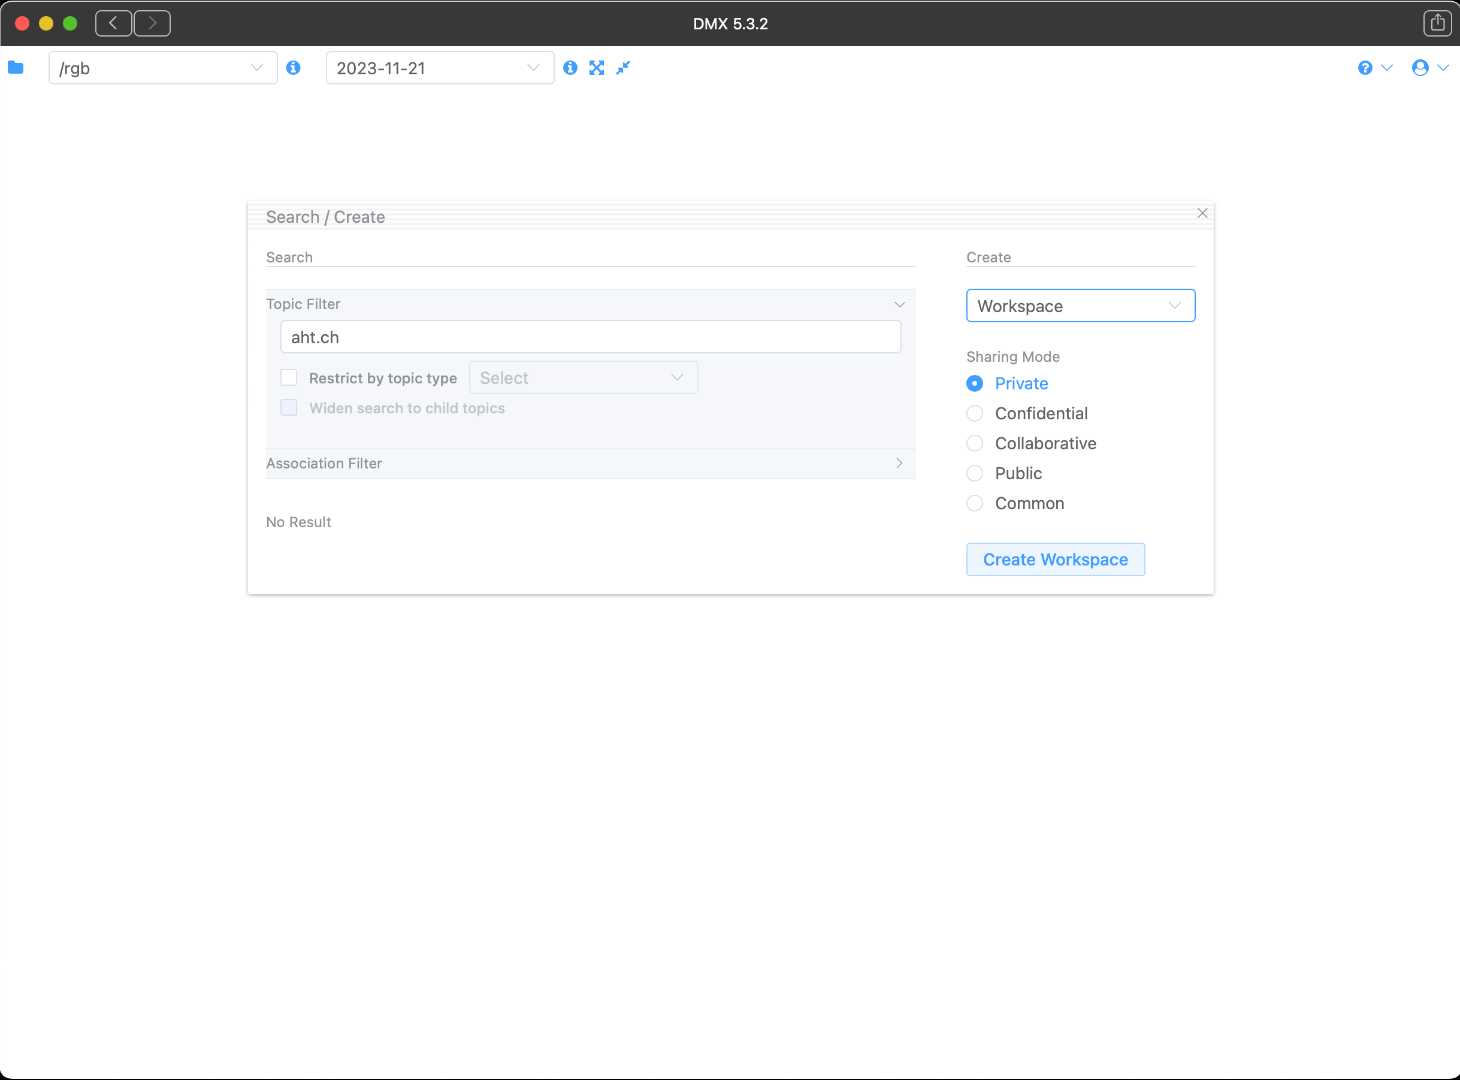 DMX 5.3.2
/rgb
2023-11-21
Search / Create
Search
Create
Topic Filter
aht.ch
Restrict by topic type
Select
Widen search to child topics
Association Filter
No Result
Workspace
Sharing Mode
Private
Confidential
Collaborative
Public
Common
Create Workspace